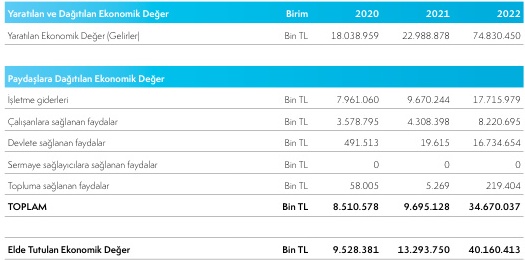 Yaratılan ve Dağıtılan Ekonomik Değer Birim 2020 2021 2022
Yaratılan Ekonomik Değer (Gelirler) Bin TL 18.038.959 22.988.878 74.830.450
Paydaşlara Dağıtılan Ekonomik Değer
İşletme giderleri Bin TL 7.961.060 9.670.244 17.715.979
Çalışanlara sağlanan faydalar Bin TL 3.578.795 4.308.398 8.220.695
Devlete sağlanan faydalar Bin TL 491.513 19.615 16.734.654
Sermaye sağlayıcılara sağlanan faydalar Bin TL 0 0 0
Topluma sağlanan faydalar Bin TL 58.005 5.269 219.404
TOPLAM Bin TL 8.510.578 9.695.128 34.670.037
Elde Tutulan Ekonomik Değer Bin TL 9.528.381 13.293.750 40.160.413